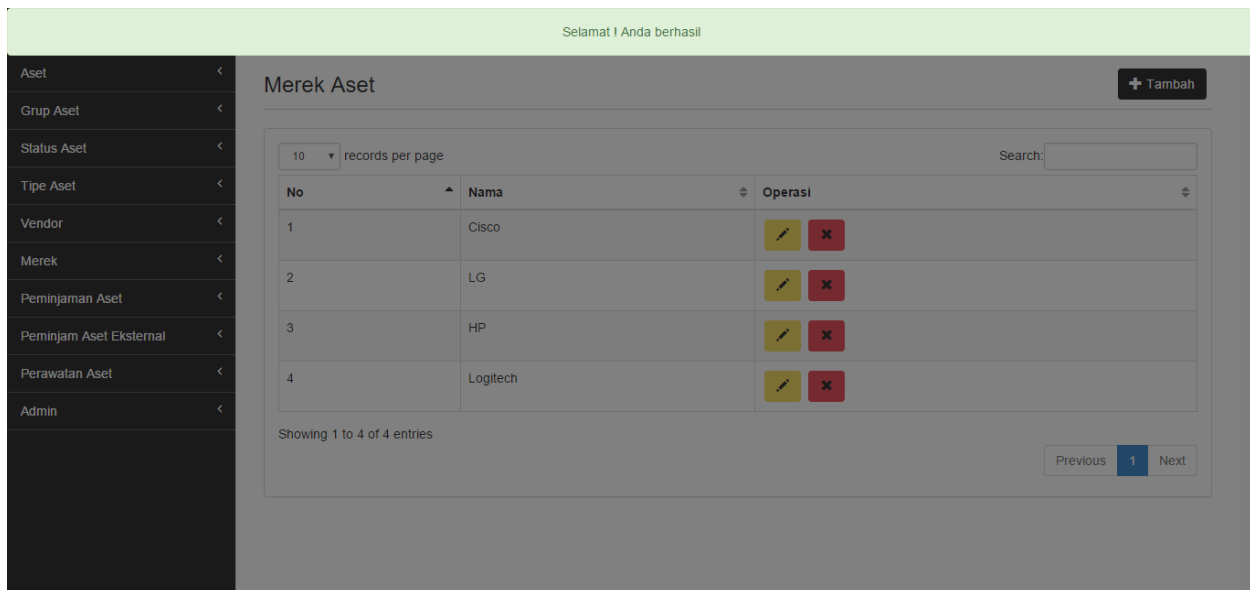 Selamat ! Anda berhasil
Aset
Grup Aset
Status Aset
Tipe Aset
Vendor
Merek
Peminjaman Aset
Peminjam Aset Eksternal
Perawatan Aset
Admin
Merek Aset
Tambah
10 records per page
Search:
No Nama Operasi
1 Cisco
2 LG
3 HP
4 Logitech
Showing 1 to 4 of 4 entries
Previous 1 Next